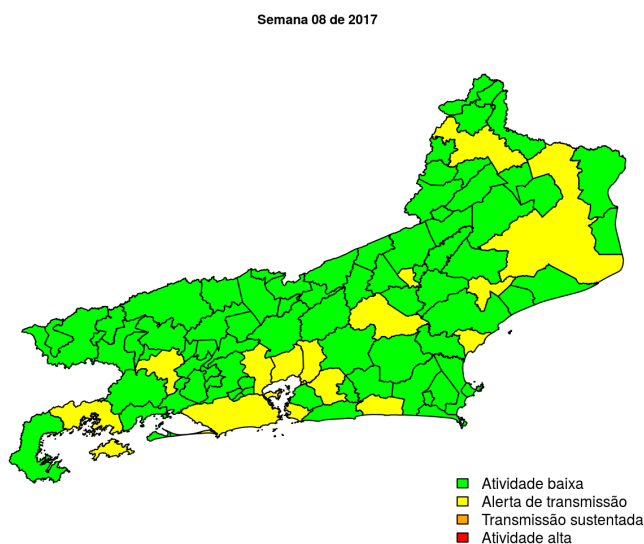 Semana 08 de 2017
Atividade baixa
Alerta de transmissão
Transmissão sustentada
Atividade alta